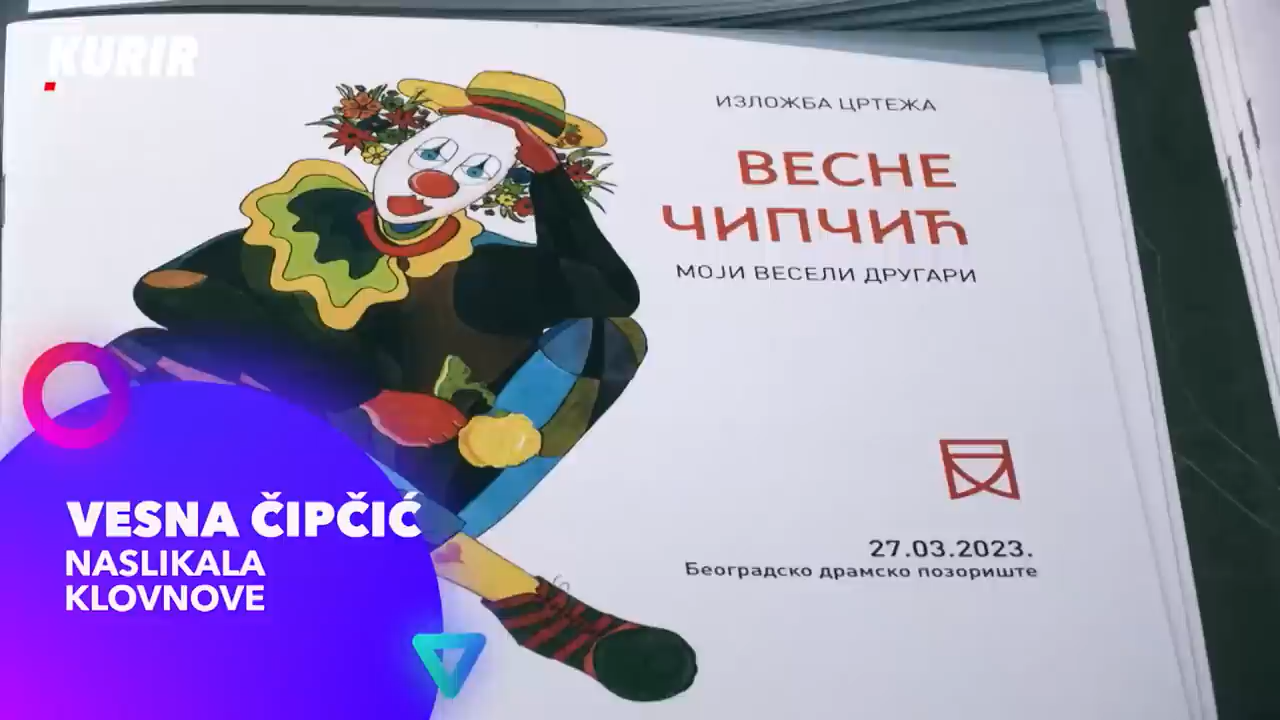 KURIR
ИЗЛОЖБА ЦРТЕЖА
ВЕСНЕ
ЧИПЧИЋ
МОЈИ ВЕСЕЛИ ДРУГАРИ
27.03.2023.
Београдско драмско позориште
VESNA ČIPČIĆ
NASLIKALA
KLOVNOVE